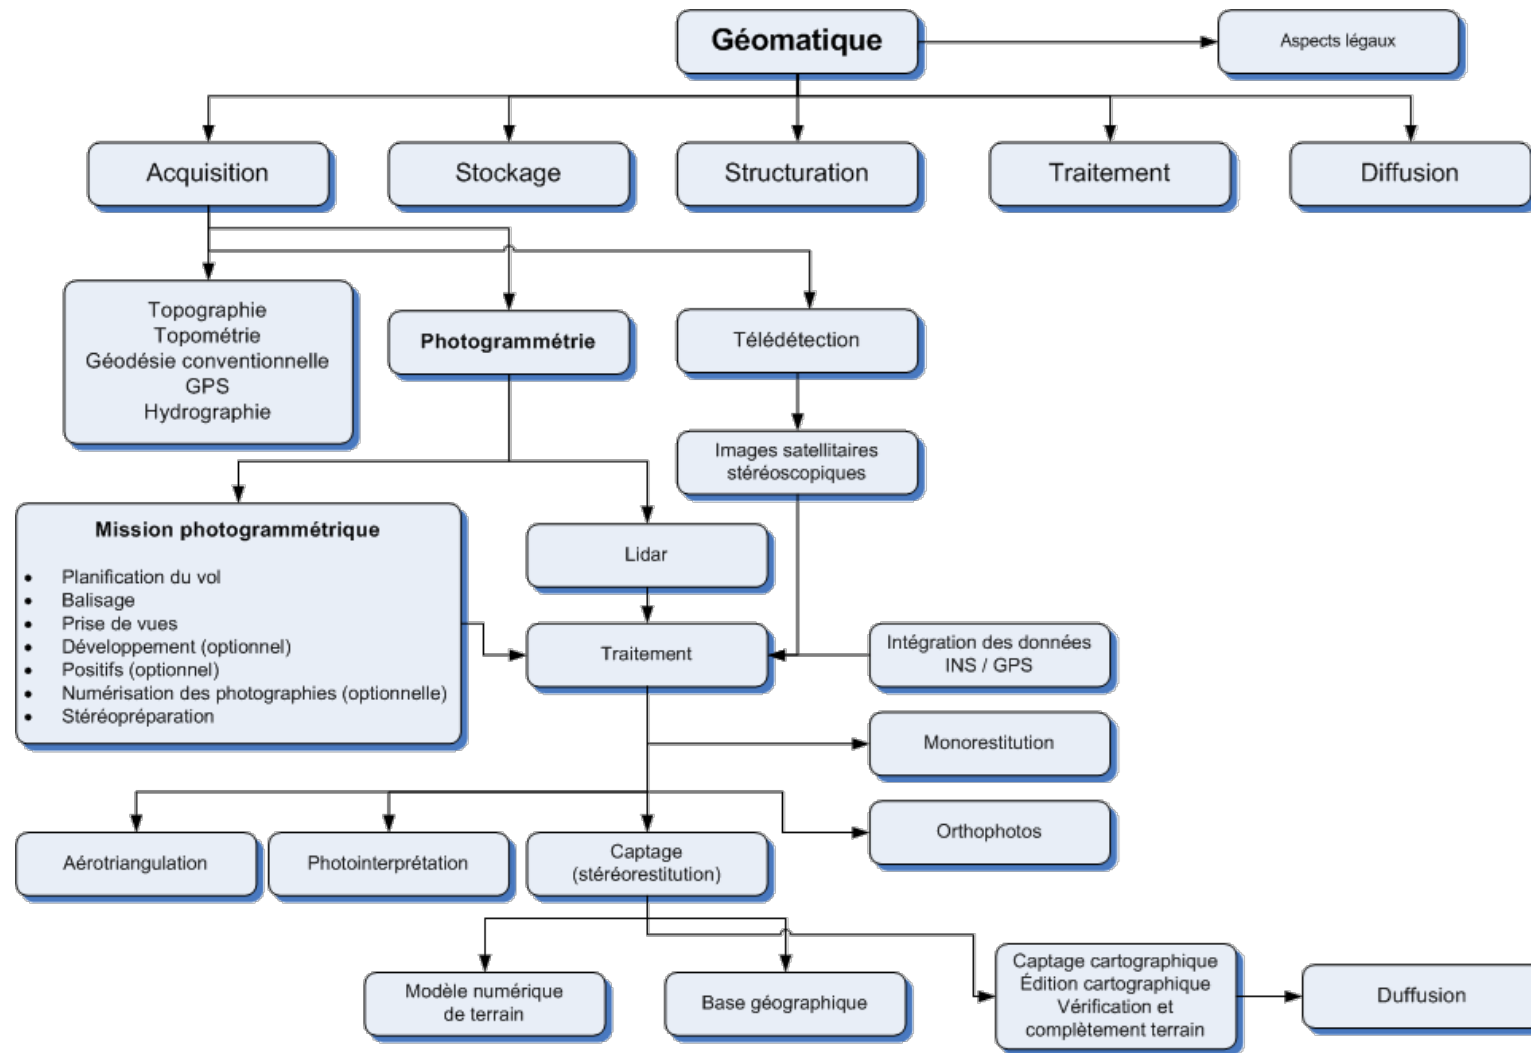 Géomatique
Aspects légaux
Acquisition
Stockage
Structuration
Traitement
Diffusion
Topographie
Topométrie
Géodésie conventionnelle
GPS
Hydrographie
Photogrammétrie
Télédétection
Images satellitaires
stéréoscopiques
Mission photogrammétrique
• Planification du vol
• Balisage
• Prise de vues
• Développement (optionnel)
• Positifs (optionnel)
• Numérisation des photographies (optionnelle)
• Stéréopréparation
Lidar
Traitement
Intégration des données
INS / GPS
Monorestitution
Orthophotos
Aérotriangulation
Photointerprétation
Captage
(stéréorestitution)
Modèle numérique
de terrain
Base géographique
Captage cartographique
Édition cartographique
Vérification et
complètement terrain
Duffusion